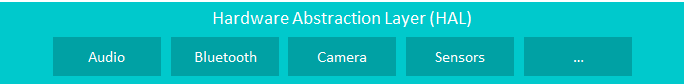 Hardware Abstraction Layer (HAL)
Audio Bluetooth Camera Sensors ...